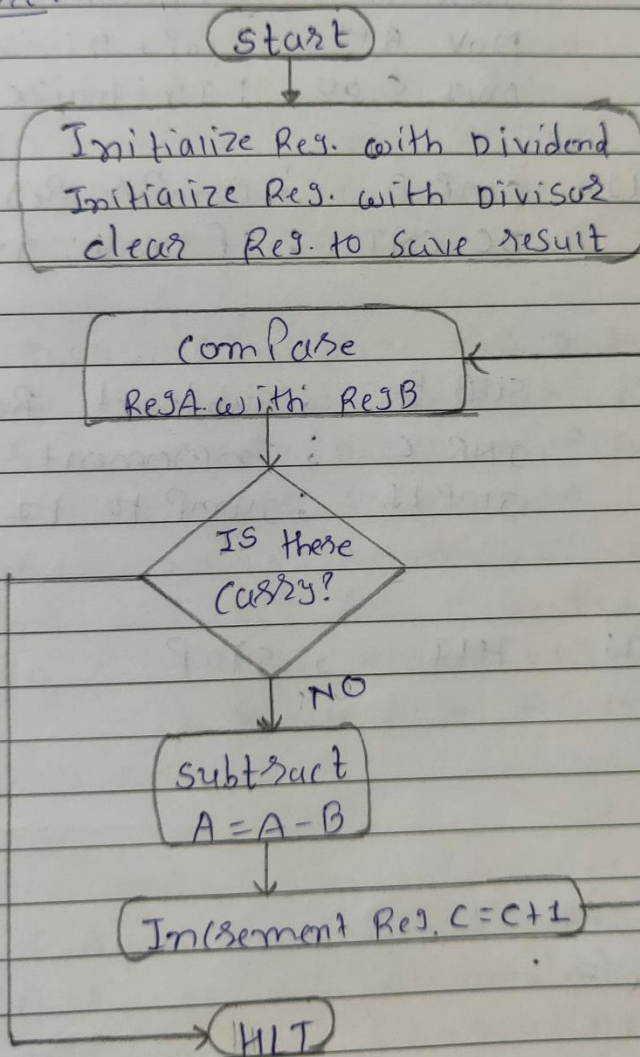 Start
Initialize Reg. with Dividend
Initialize Reg. with Divisor
clear Reg. to save result
Compare
RegA. with RegB
IS there
Carry?
NO
Subtract
A = A - B
Increment Reg. C = C + 1
HLT